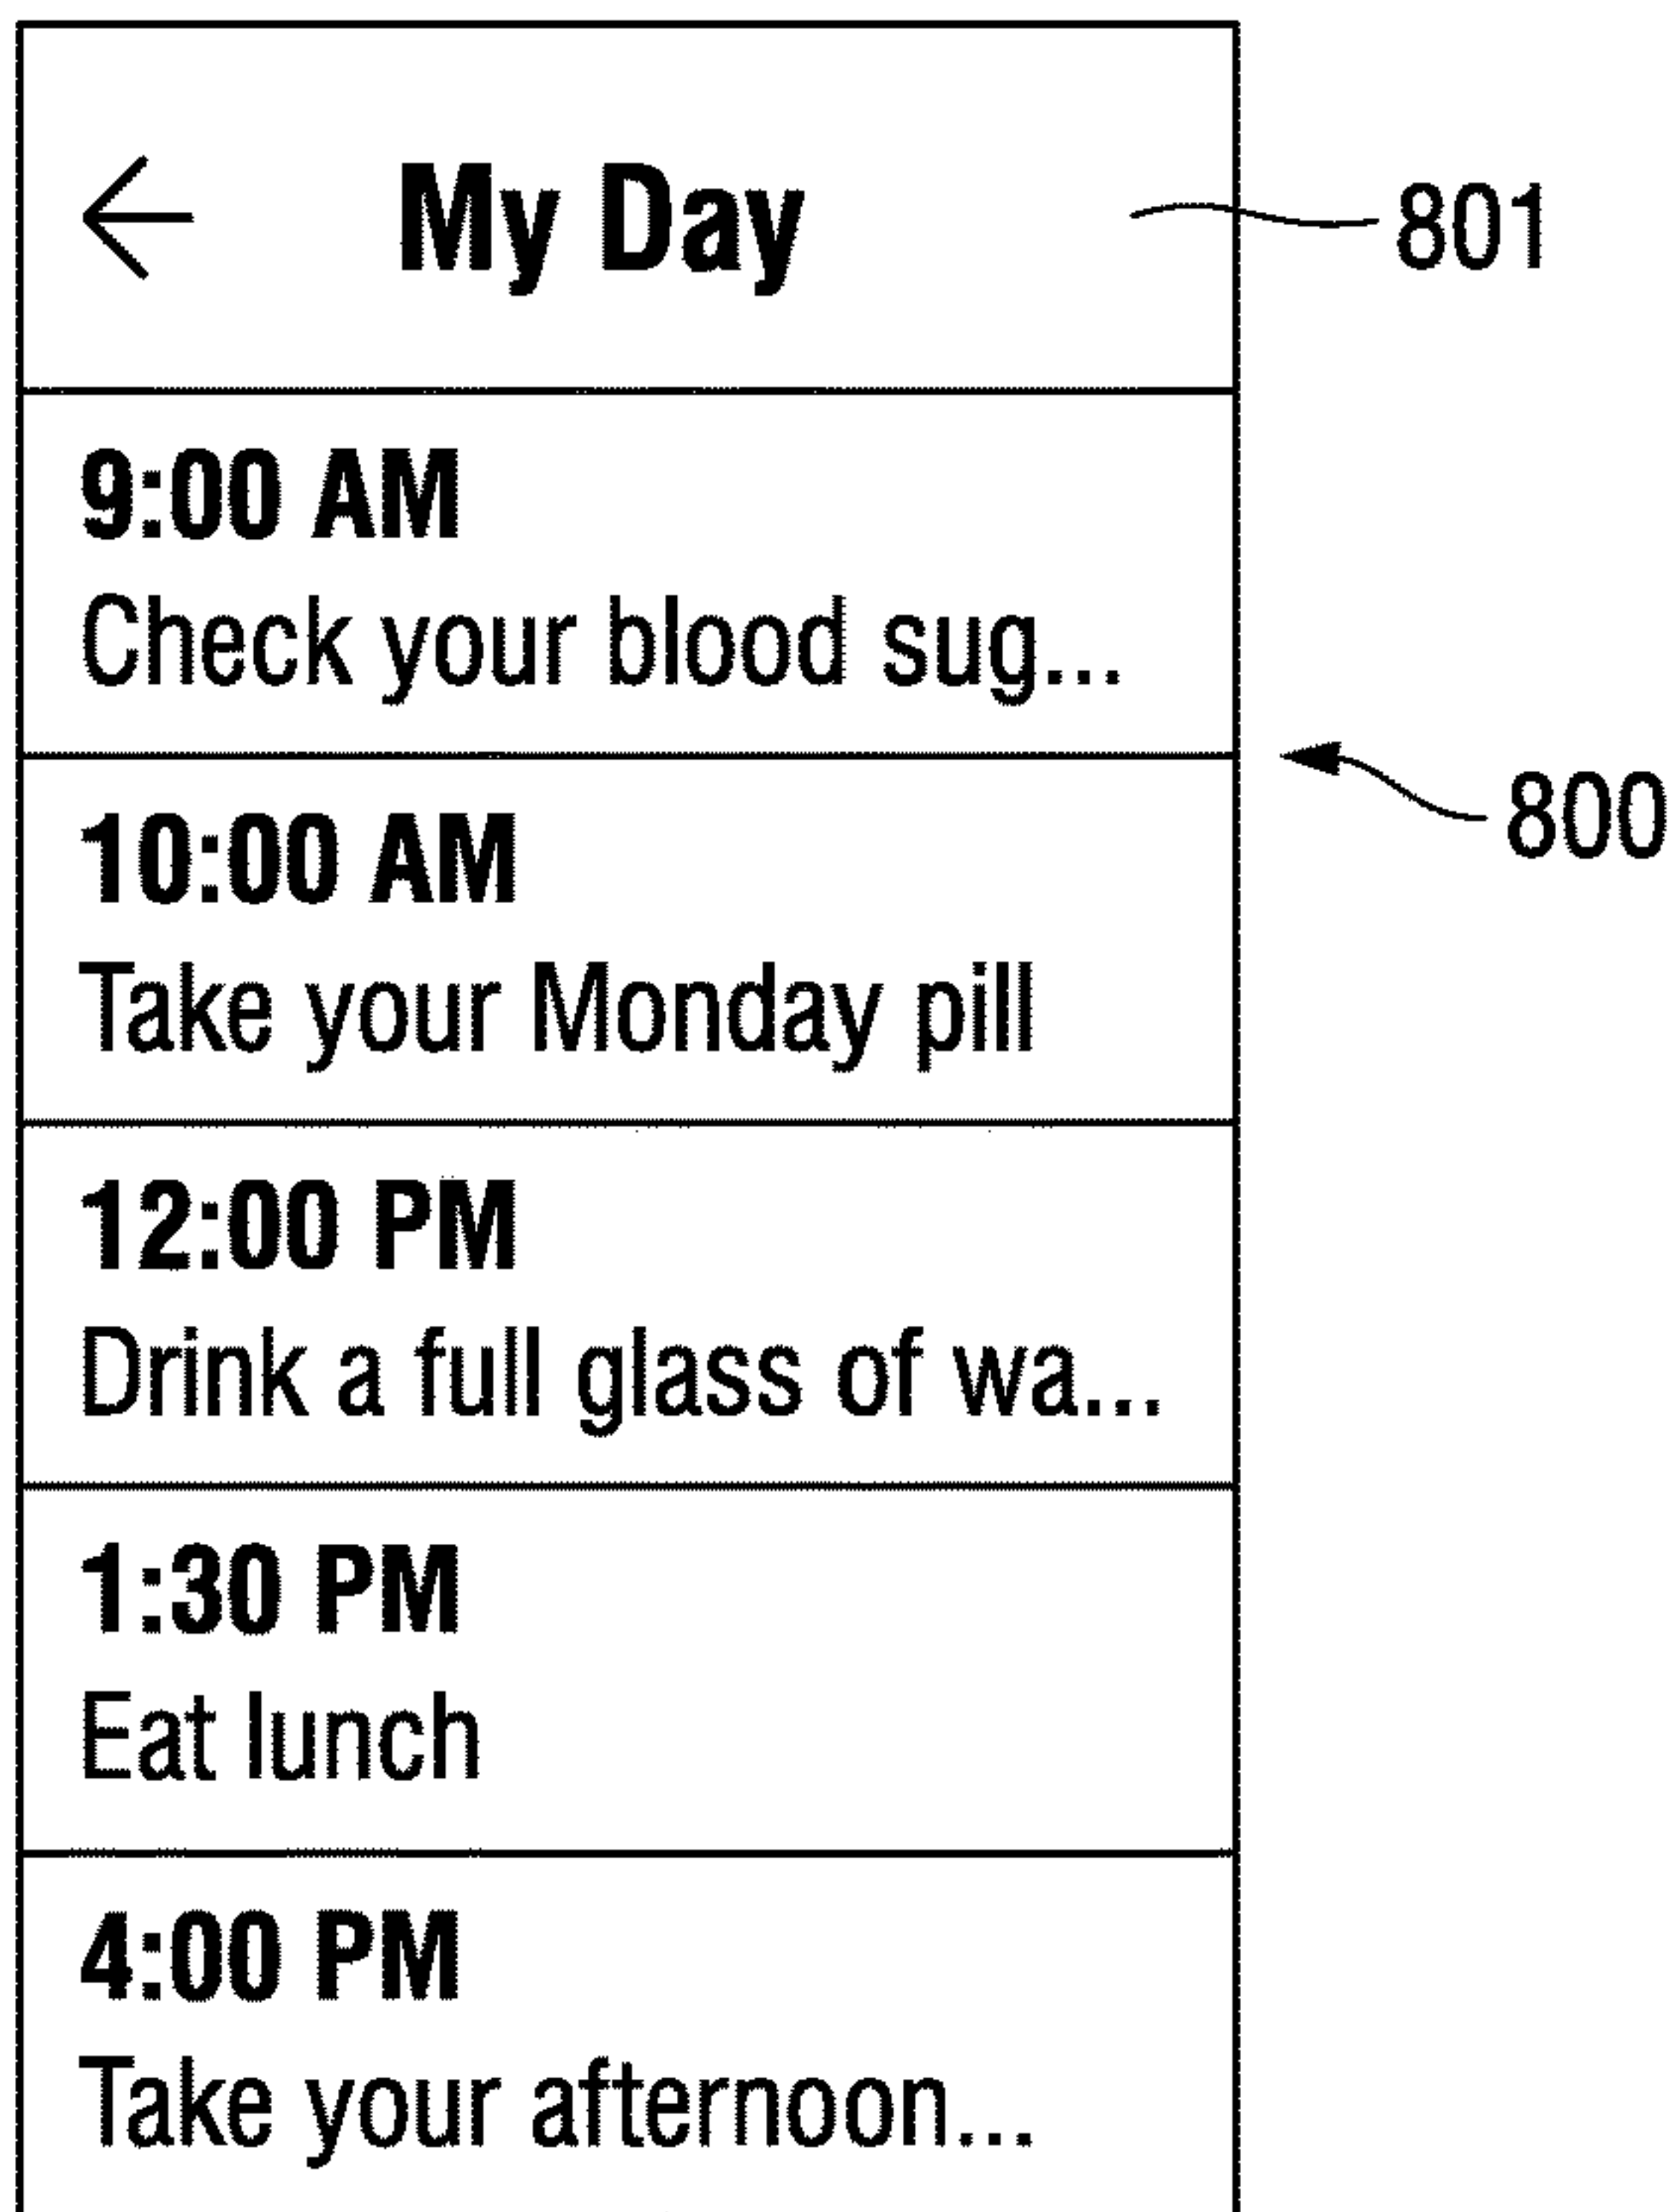 My Day
801
9:00 AM
Check your blood sug...
800
10:00 AM
Take your Monday pill
12:00 PM
Drink a full glass of wa...
1:30 PM
Eat lunch
4:00 PM
Take your afternoon...